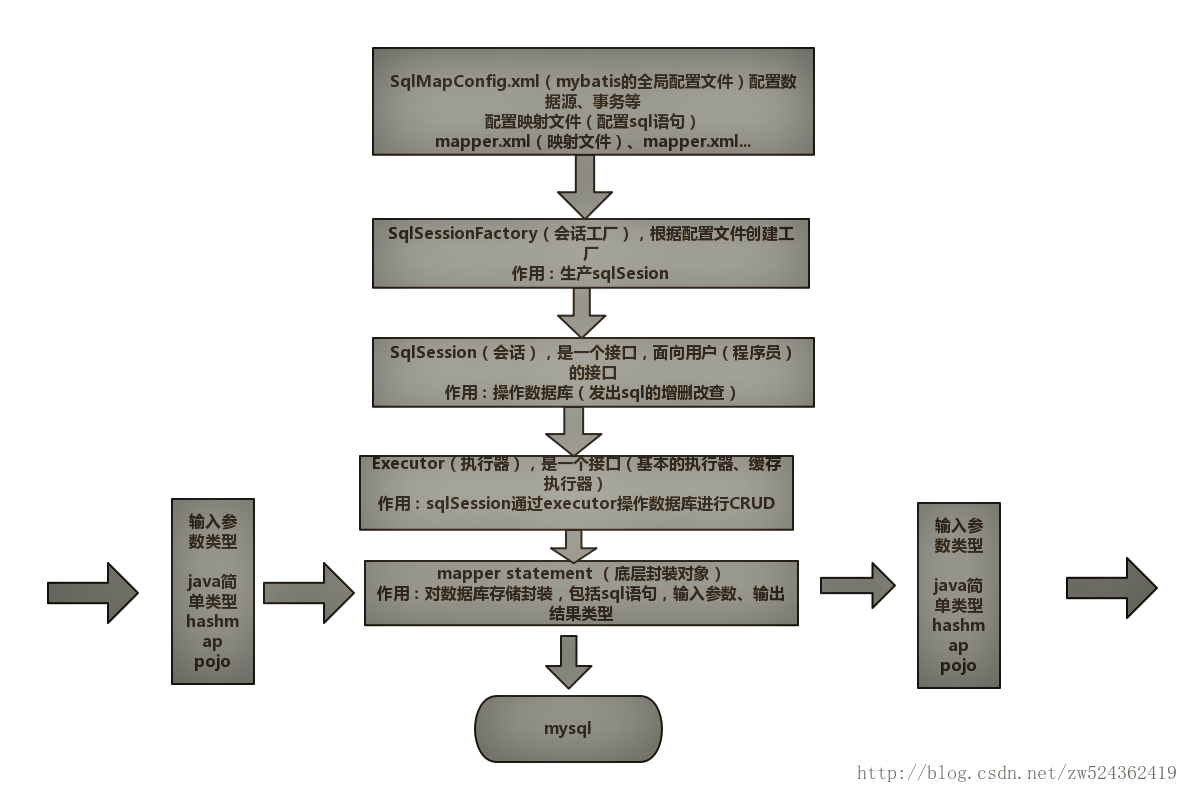 SqlMapConfig.xml（mybatis的全局配置文件）配置数
据源、事务等
配置映射文件（配置sql语句）
mapper.xml（映射文件）、mapper.xml...
SqlSessionFactory（会话工厂），根据配置文件创建工
厂
作用：生产sqlSesion
SqlSession（会话），是一个接口，面向用户（程序员）
的接口
作用：操作数据库（发出sql的增删改查）
Executor（执行器），是一个接口（基本的执行器、缓存
执行器）
作用：sqlSession通过executor操作数据库进行CRUD
输入参
数类型
java简
单类型
hashm
ap
pojo
mapper statement （底层封装对象）
作用：对数据库存储封装，包括sql语句，输入参数、输出
结果类型
输入参
数类型
java简
单类型
hashm
ap
pojo
mysql
http://blog.csdn.net/zw524362419